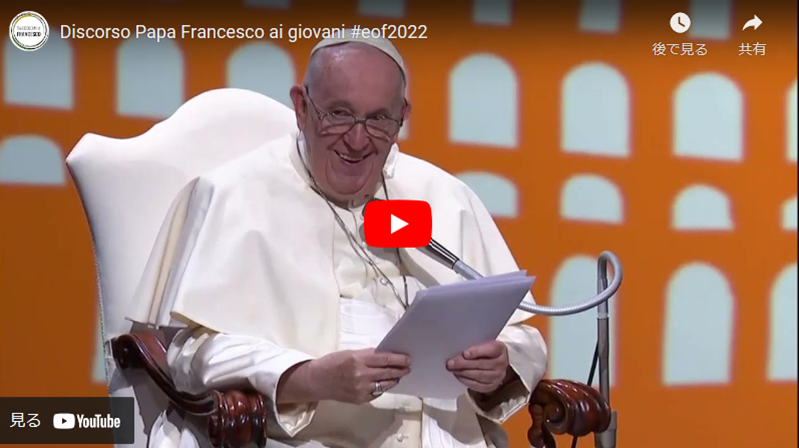 Discorso Papa Francesco ai giovani #eof2022
後で見る
共有
見る
YouTube